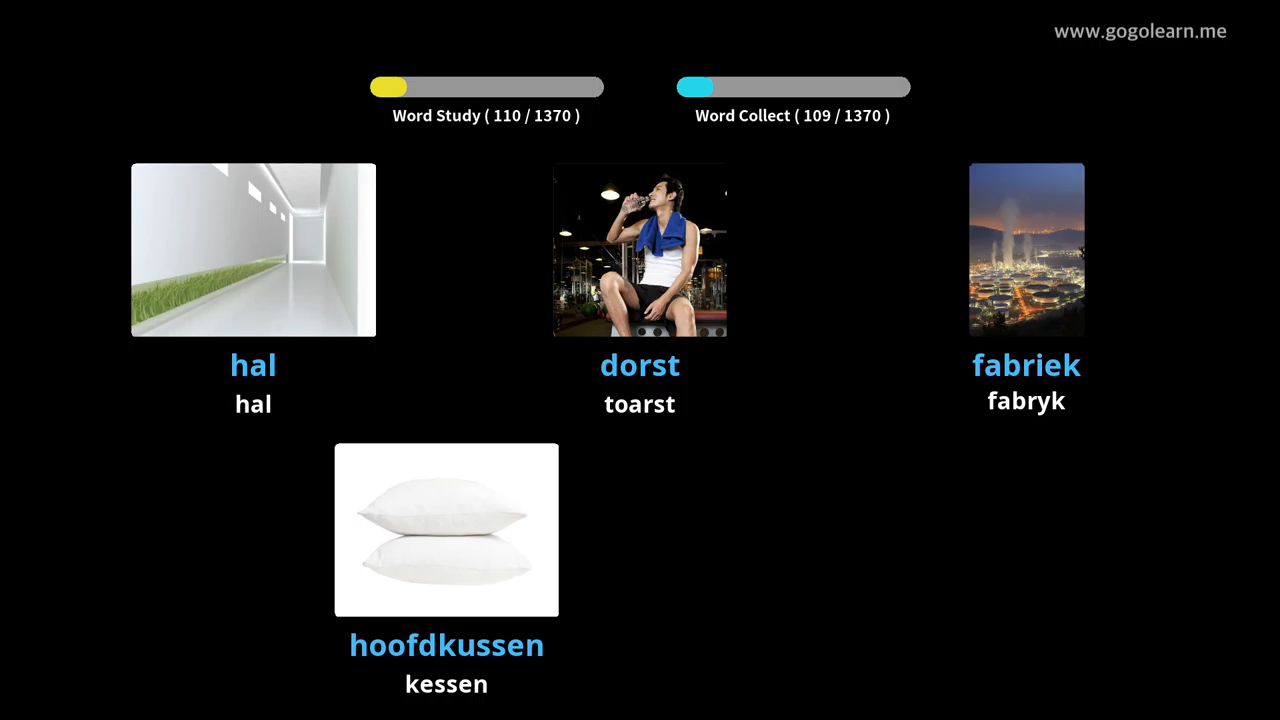 www.gogolearn.me
Word Study ( 110 / 1370 )
Word Collect ( 109 / 1370 )
hal
hal
dorst
toarst
fabriek
fabryk
hoofdkussen
kessen